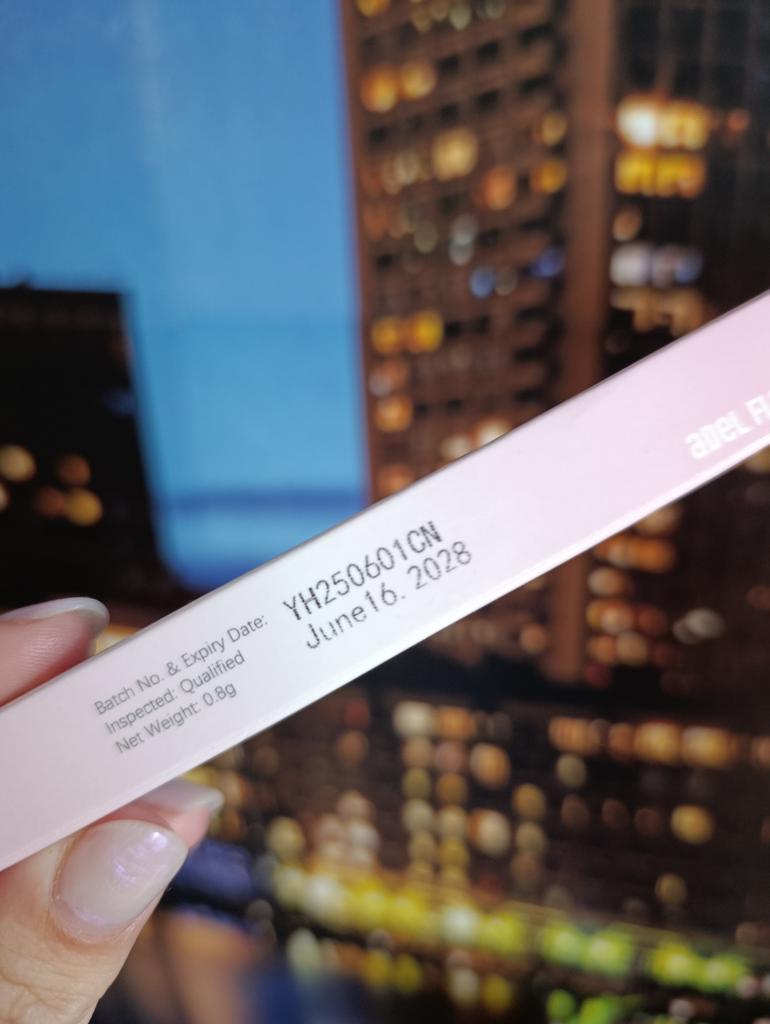 Batch No. & Expiry Date:
Inspected: Qualified
Net Weight: 0.8g
YH250601CN
June16. 2028